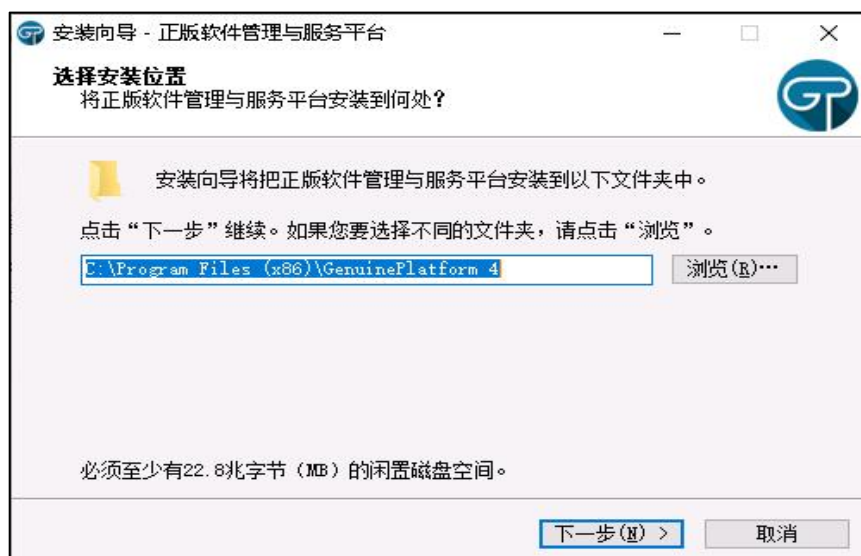 安装向导 - 正版软件管理与服务平台
选择安装位置
将正版软件管理与服务平台安装到何处?
GP
安装向导将把正版软件管理与服务平台安装到以下文件夹中。
点击“下一步”继续。如果您要选择不同的文件夹,请点击“浏览”。
C:\Program Files (x86)\GenuinePlatform 4
浏览(R)...
必须至少有22.8兆字节(MB)的闲置磁盘空间。
下一步(N) >
取消